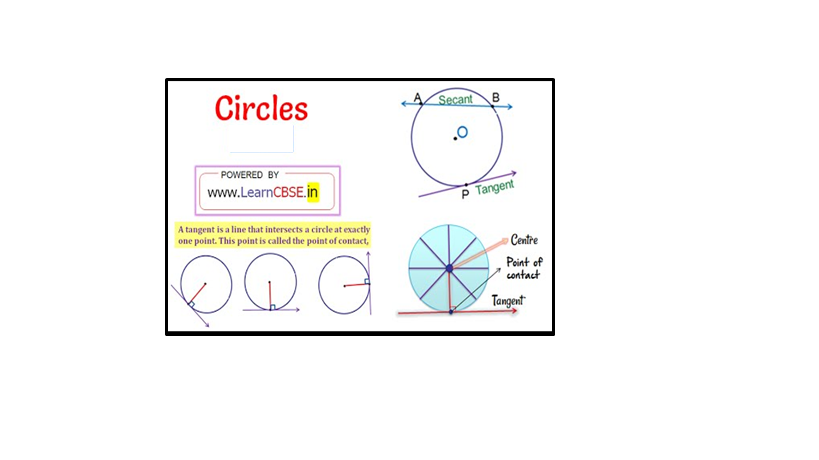 Circles
POWERED BY
www.LearnCBSE.in
A tangent is a line that intersects a circle at exactly
one point. This point is called the point of contact,
A Secant B
O
P Tangent
Centre
Point of
contact
Tangent